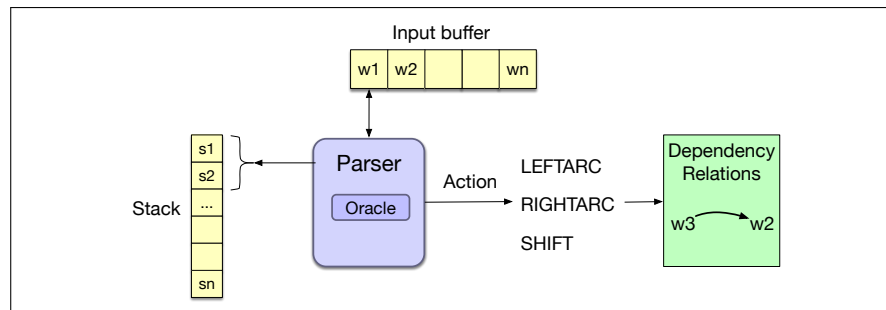 Input buffer
w1 w2 wn
s1
s2
...
sn
Stack
Parser
Oracle
Action
LEFTARC
RIGHTARC
SHIFT
Dependency
Relations
w3 w2